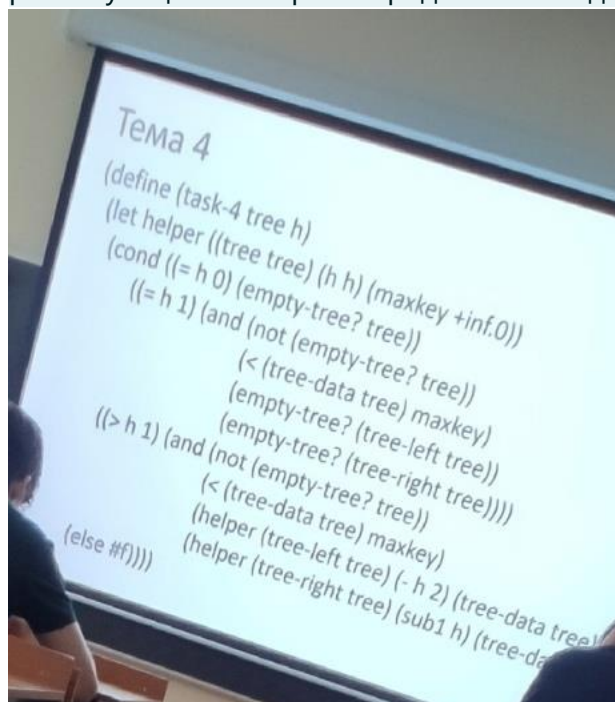 Тема 4
(define (task-4 tree h)
(let helper ((tree tree) (h h) (maxkey +inf.0))
(cond ((= h 0) (empty-tree? tree))
((= h 1) (and (not (empty-tree? tree))
(< (tree-data tree) maxkey)
(empty-tree? (tree-left tree))
(empty-tree? (tree-right tree))))
((> h 1) (and (not (empty-tree? tree))
(< (tree-data tree) maxkey)
(helper (tree-left tree) (- h 2) (tree-data tree)
(helper (tree-right tree) (sub1 h) (tree-da
(else #f))))